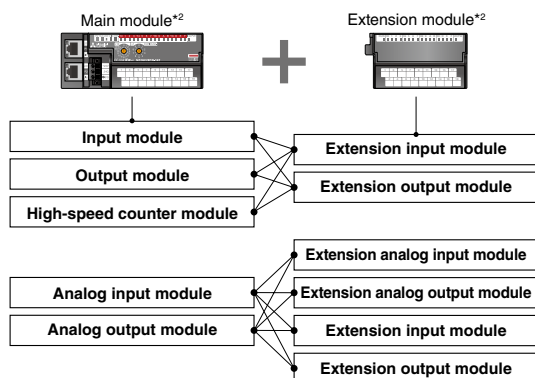 Main module*2
Extension module*2
Input module
Output module
High-speed counter module
Extension input module
Extension output module
Analog input module
Analog output module
Extension analog input module
Extension analog output module
Extension input module
Extension output module